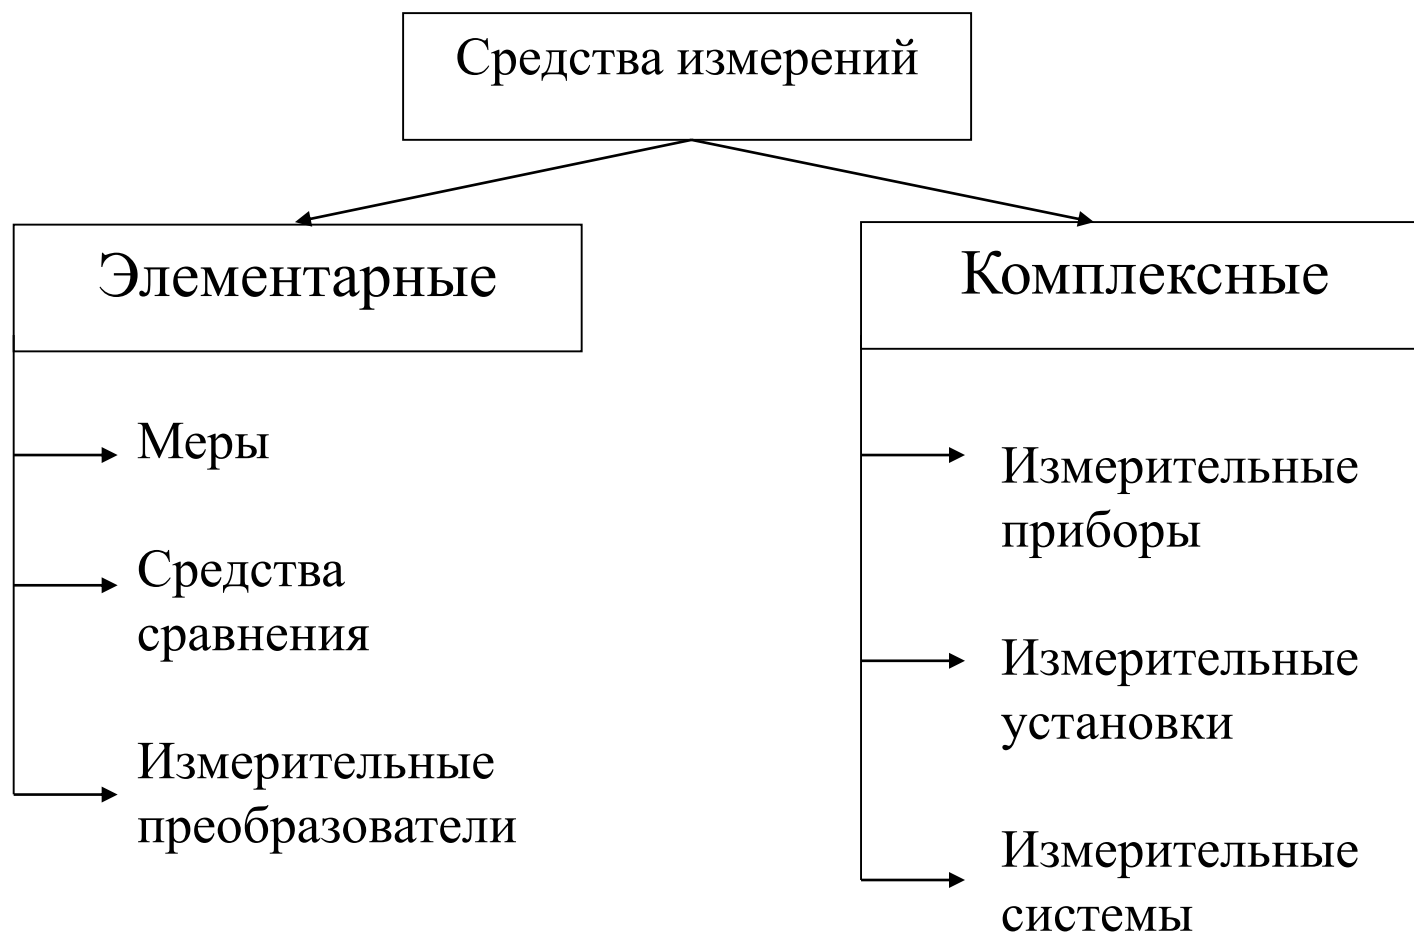 Средства измерений
Элементарные
Комплексные
Меры
Средства
сравнения
Измерительные
преобразователи
Измерительные
приборы
Измерительные
установки
Измерительные
системы